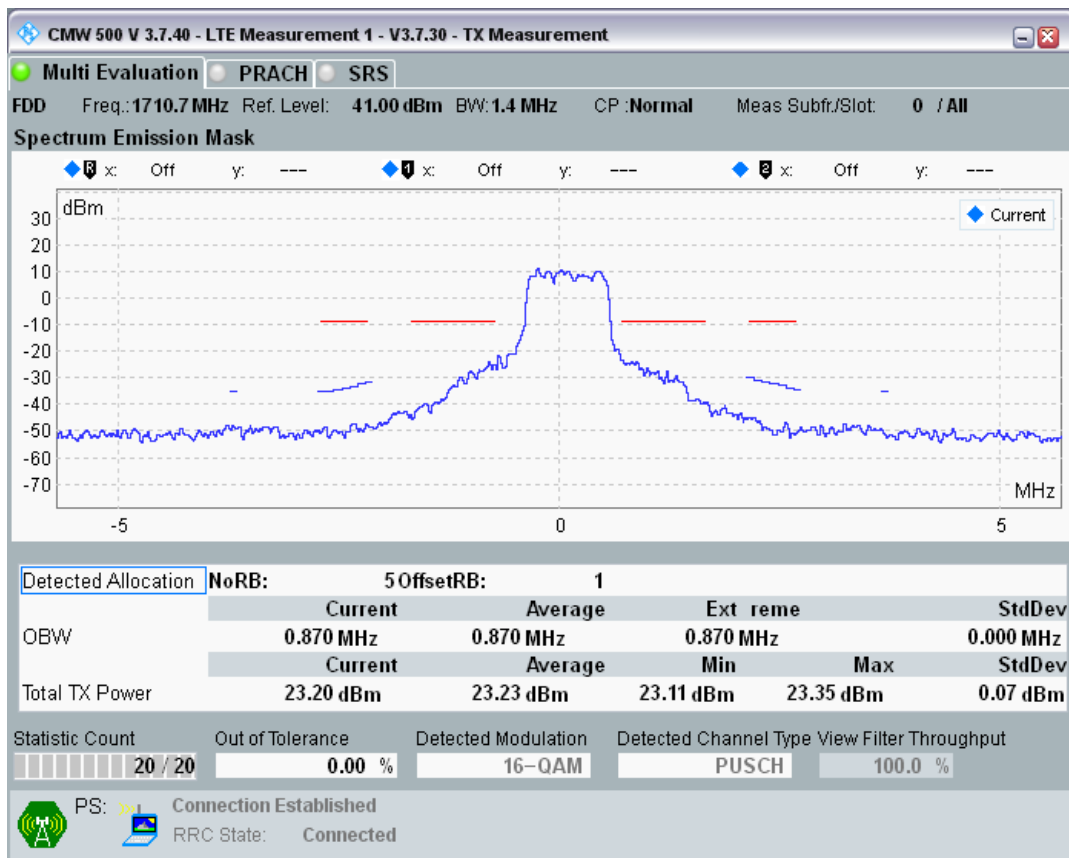 CMW 500 V 3.7.40 - LTE Measurement 1 - V3.7.30 - TX Measurement
Multi Evaluation PRACH SRS
FDD Freq.: 1710.7 MHz Ref. Level: 41.00 dBm BW: 1.4 MHz CP : Normal Meas Subfr./Slot: 0 / All
Spectrum Emission Mask
R x: Off y: --- 1 x: Off y: --- 2 x: Off y: ---
dBm
Current
30
20
10
0
-10
-20
-30
-40
-50
-60
-70
MHz
-5 0 5
Detected Allocation NoRB: 5 OffsetRB: 1
Current Average Ext reme StdDev
OBW 0.870 MHz 0.870 MHz 0.870 MHz 0.000 MHz
Current Average Min Max StdDev
Total TX Power 23.20 dBm 23.23 dBm 23.11 dBm 23.35 dBm 0.07 dBm
Statistic Count Out of Tolerance Detected Modulation Detected Channel Type View Filter Throughput
20 / 20 0.00 % 16-QAM PUSCH 100.0 %
PS: Connection Established
RRC State: Connected